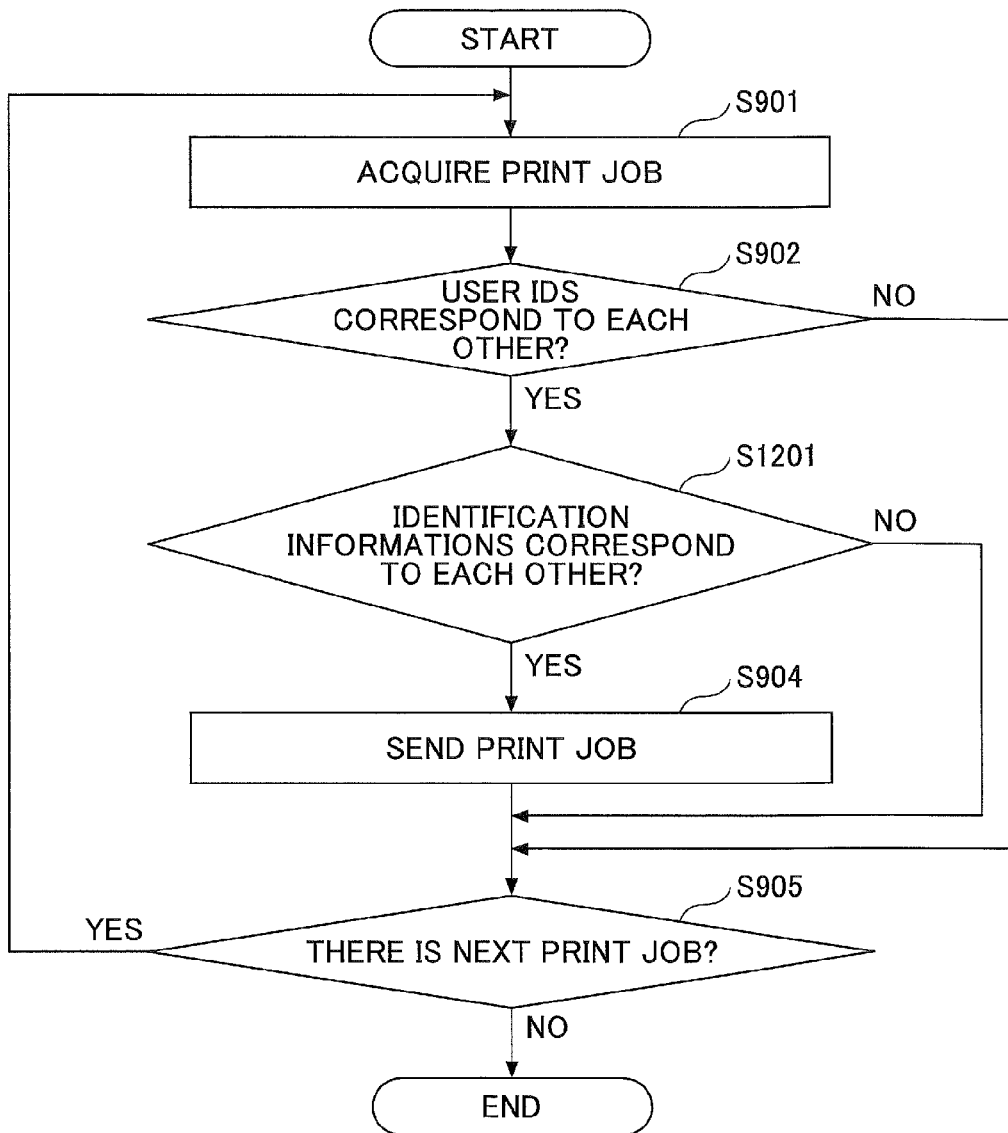 START
S901
ACQUIRE PRINT JOB
S902
USER IDS
CORRESPOND TO EACH
OTHER?
NO
YES
S1201
IDENTIFICATION
INFORMATIONS CORRESPOND
TO EACH OTHER?
NO
YES
S904
SEND PRINT JOB
S905
YES
THERE IS NEXT PRINT JOB?
NO
END